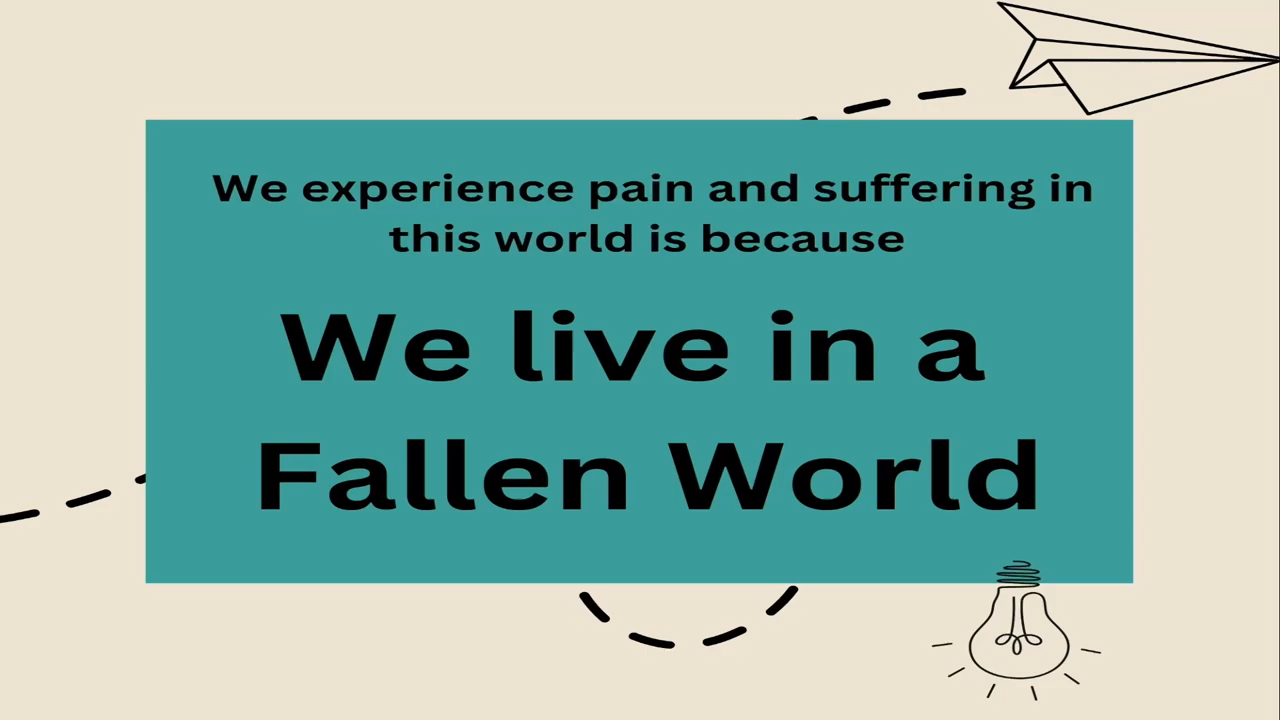 We experience pain and suffering in
this world is because
We live in a
Fallen World